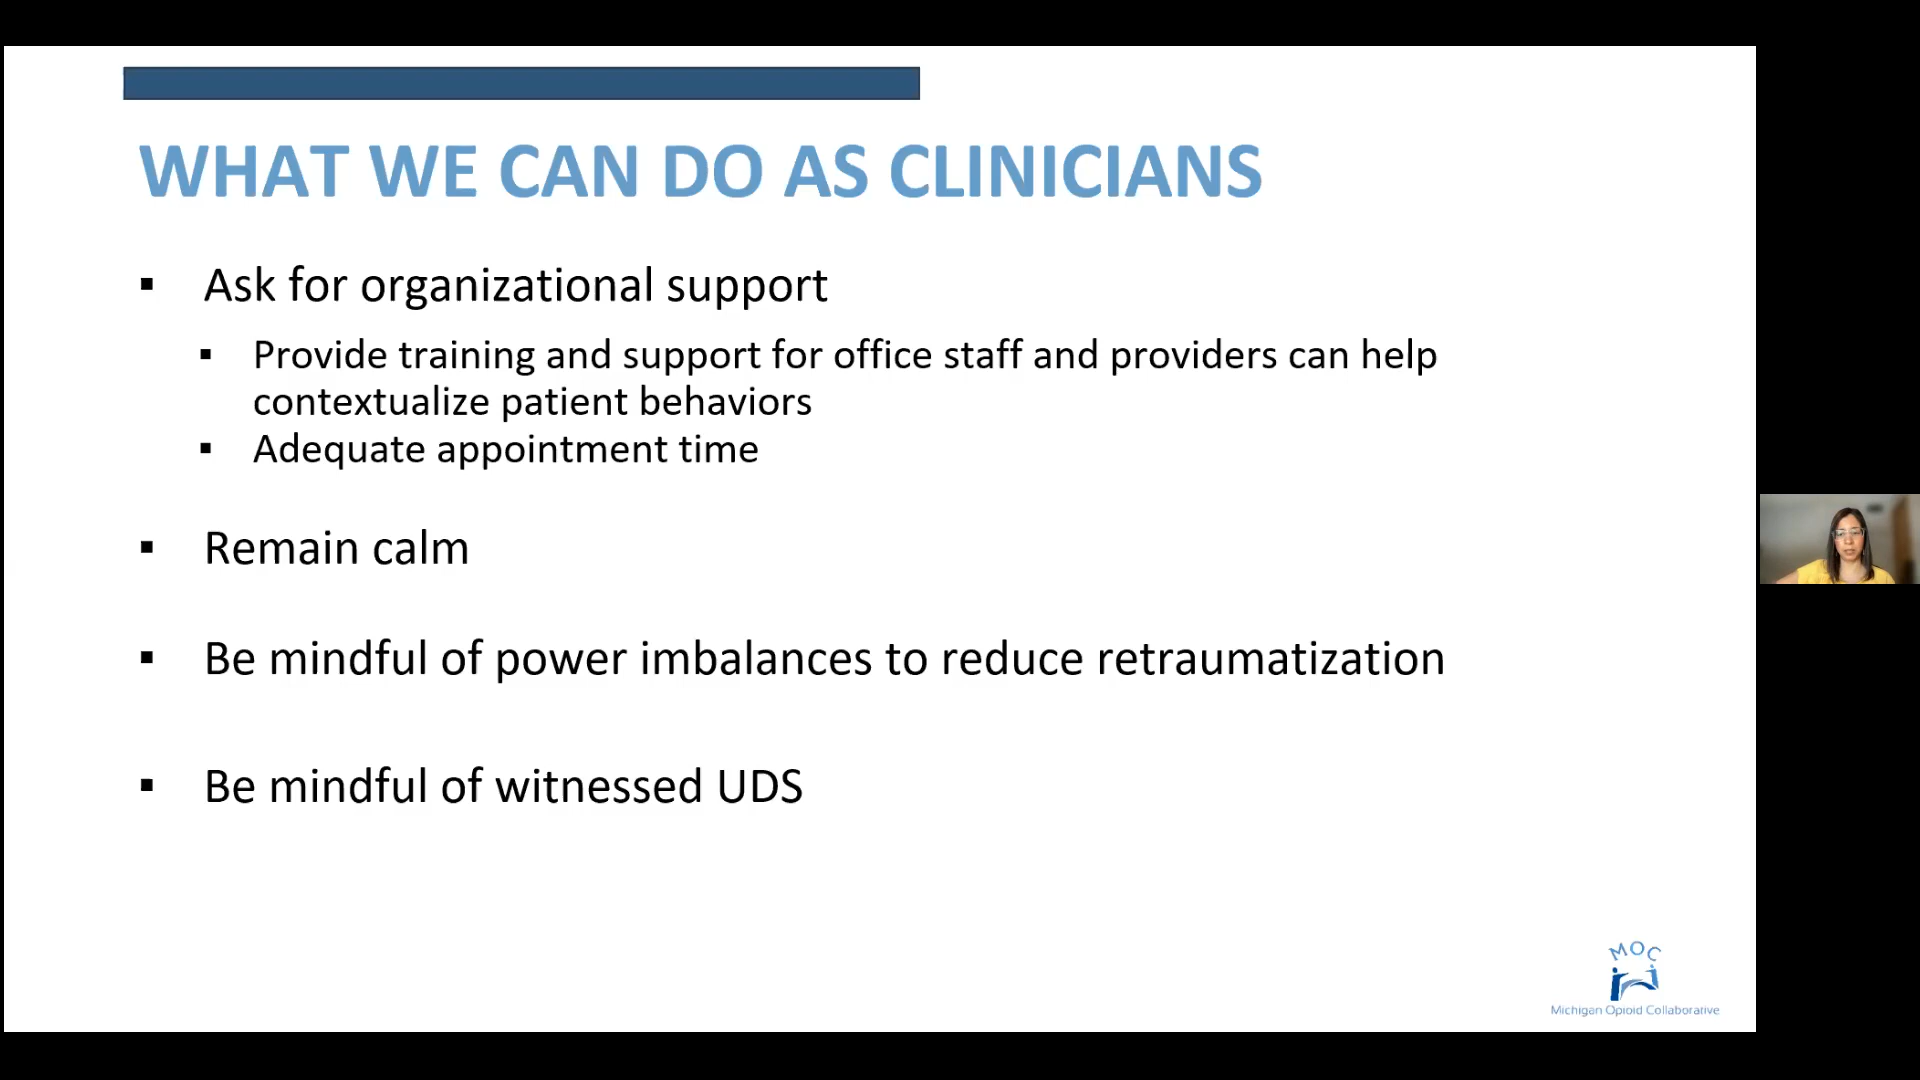 WHAT WE CAN DO AS CLINICIANS
▪ Ask for organizational support
▪ Provide training and support for office staff and providers can help
contextualize patient behaviors
▪ Adequate appointment time
▪ Remain calm
▪ Be mindful of power imbalances to reduce retraumatization
▪ Be mindful of witnessed UDS
MOC
Michigan Opioid Collaborative